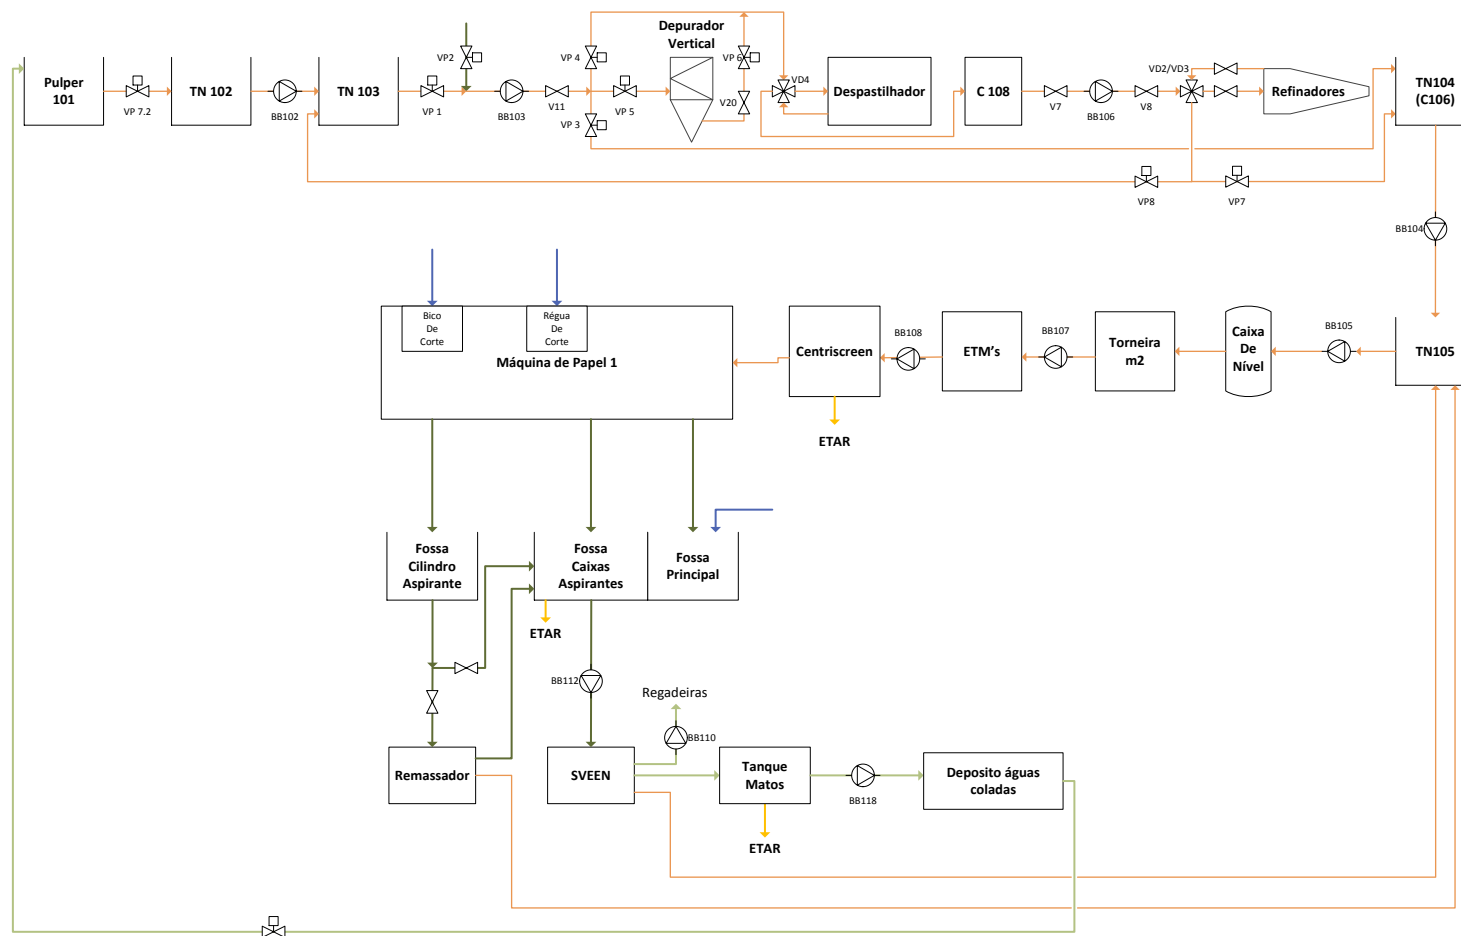 Depurador
Vertical
VP2
VP 4
VP 6
VD4
VD2/VD3
Pulper
101
TN 102
TN 103
Despastilhador
C 108
Refinadores
TN104
(C106)
VP 7.2
BB102
VP 1
BB103
V11
VP 5
V20
V7
BB106
V8
VP 3
VP8
VP7
BB104
Bico
De
Corte
Régua
De
Corte
Máquina de Papel 1
Centriscreen
BB108
ETM's
BB107
Torneira
m2
Caixa
De
Nível
BB105
TN105
ETAR
Fossa
Cilindro
Aspirante
Fossa
Caixas
Aspirantes
Fossa
Principal
ETAR
BB112
Regadeiras
BB110
Remassador
SVEEN
Tanque
Matos
BB118
Deposito águas
coladas
ETAR